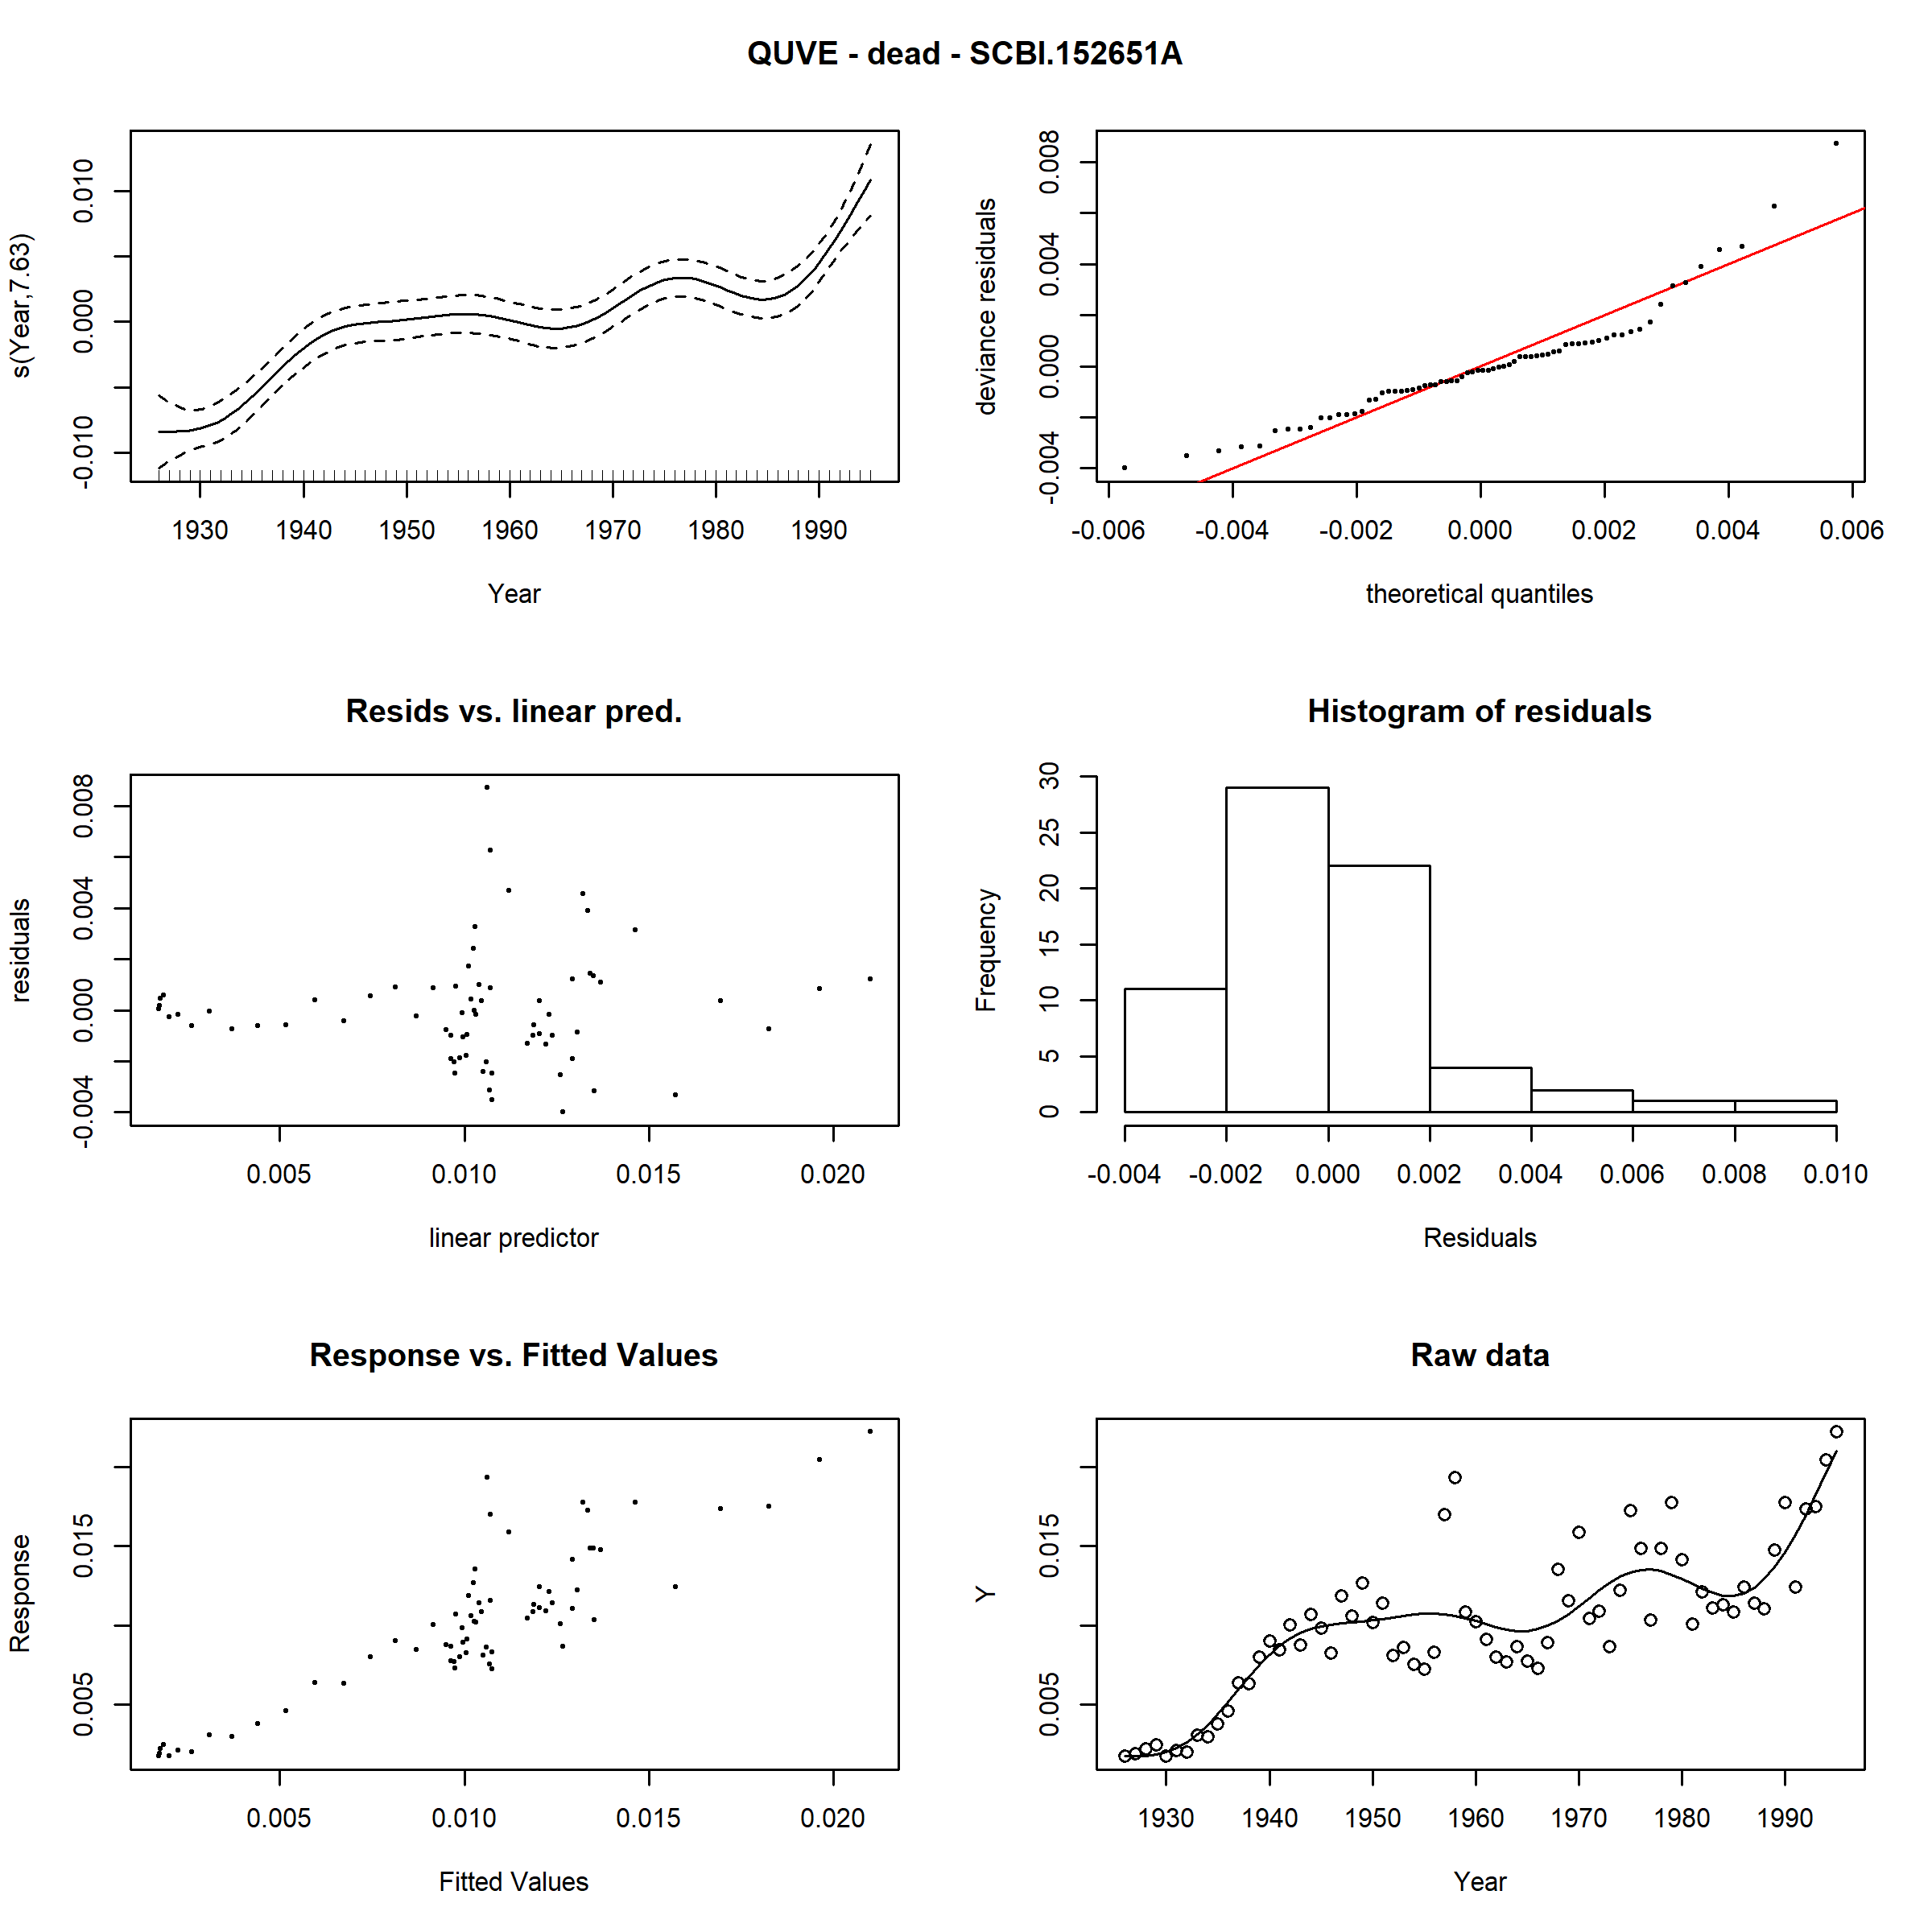 QUVE - dead - SCBI.152651A
s(Year,7.63)
-0.010 0.000 0.010
1930 1940 1950 1960 1970 1980 1990
Year
deviance residuals
-0.004 0.000 0.004 0.008
-0.006 -0.004 -0.002 0.000 0.002 0.004 0.006
theoretical quantiles
Resids vs. linear pred.
residuals
-0.004 0.000 0.004 0.008
0.005 0.010 0.015 0.020
linear predictor
Histogram of residuals
Frequency
0 5 10 15 20 25 30
-0.004 -0.002 0.000 0.002 0.004 0.006 0.008 0.010
Residuals
Response vs. Fitted Values
Response
0.005 0.015
0.005 0.010 0.015 0.020
Fitted Values
Raw data
Y
0.005 0.015
1930 1940 1950 1960 1970 1980 1990
Year